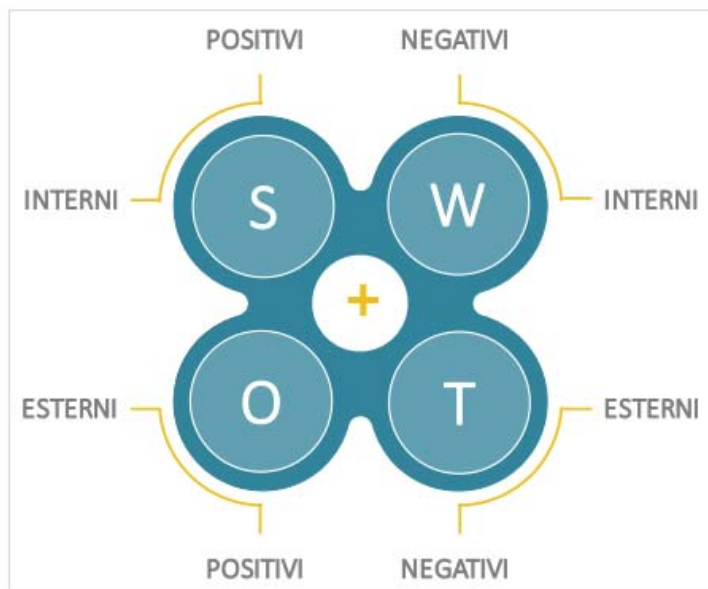 POSITIVI NEGATIVI
INTERNI S W INTERNI
+
ESTERNI O T ESTERNI
POSITIVI NEGATIVI